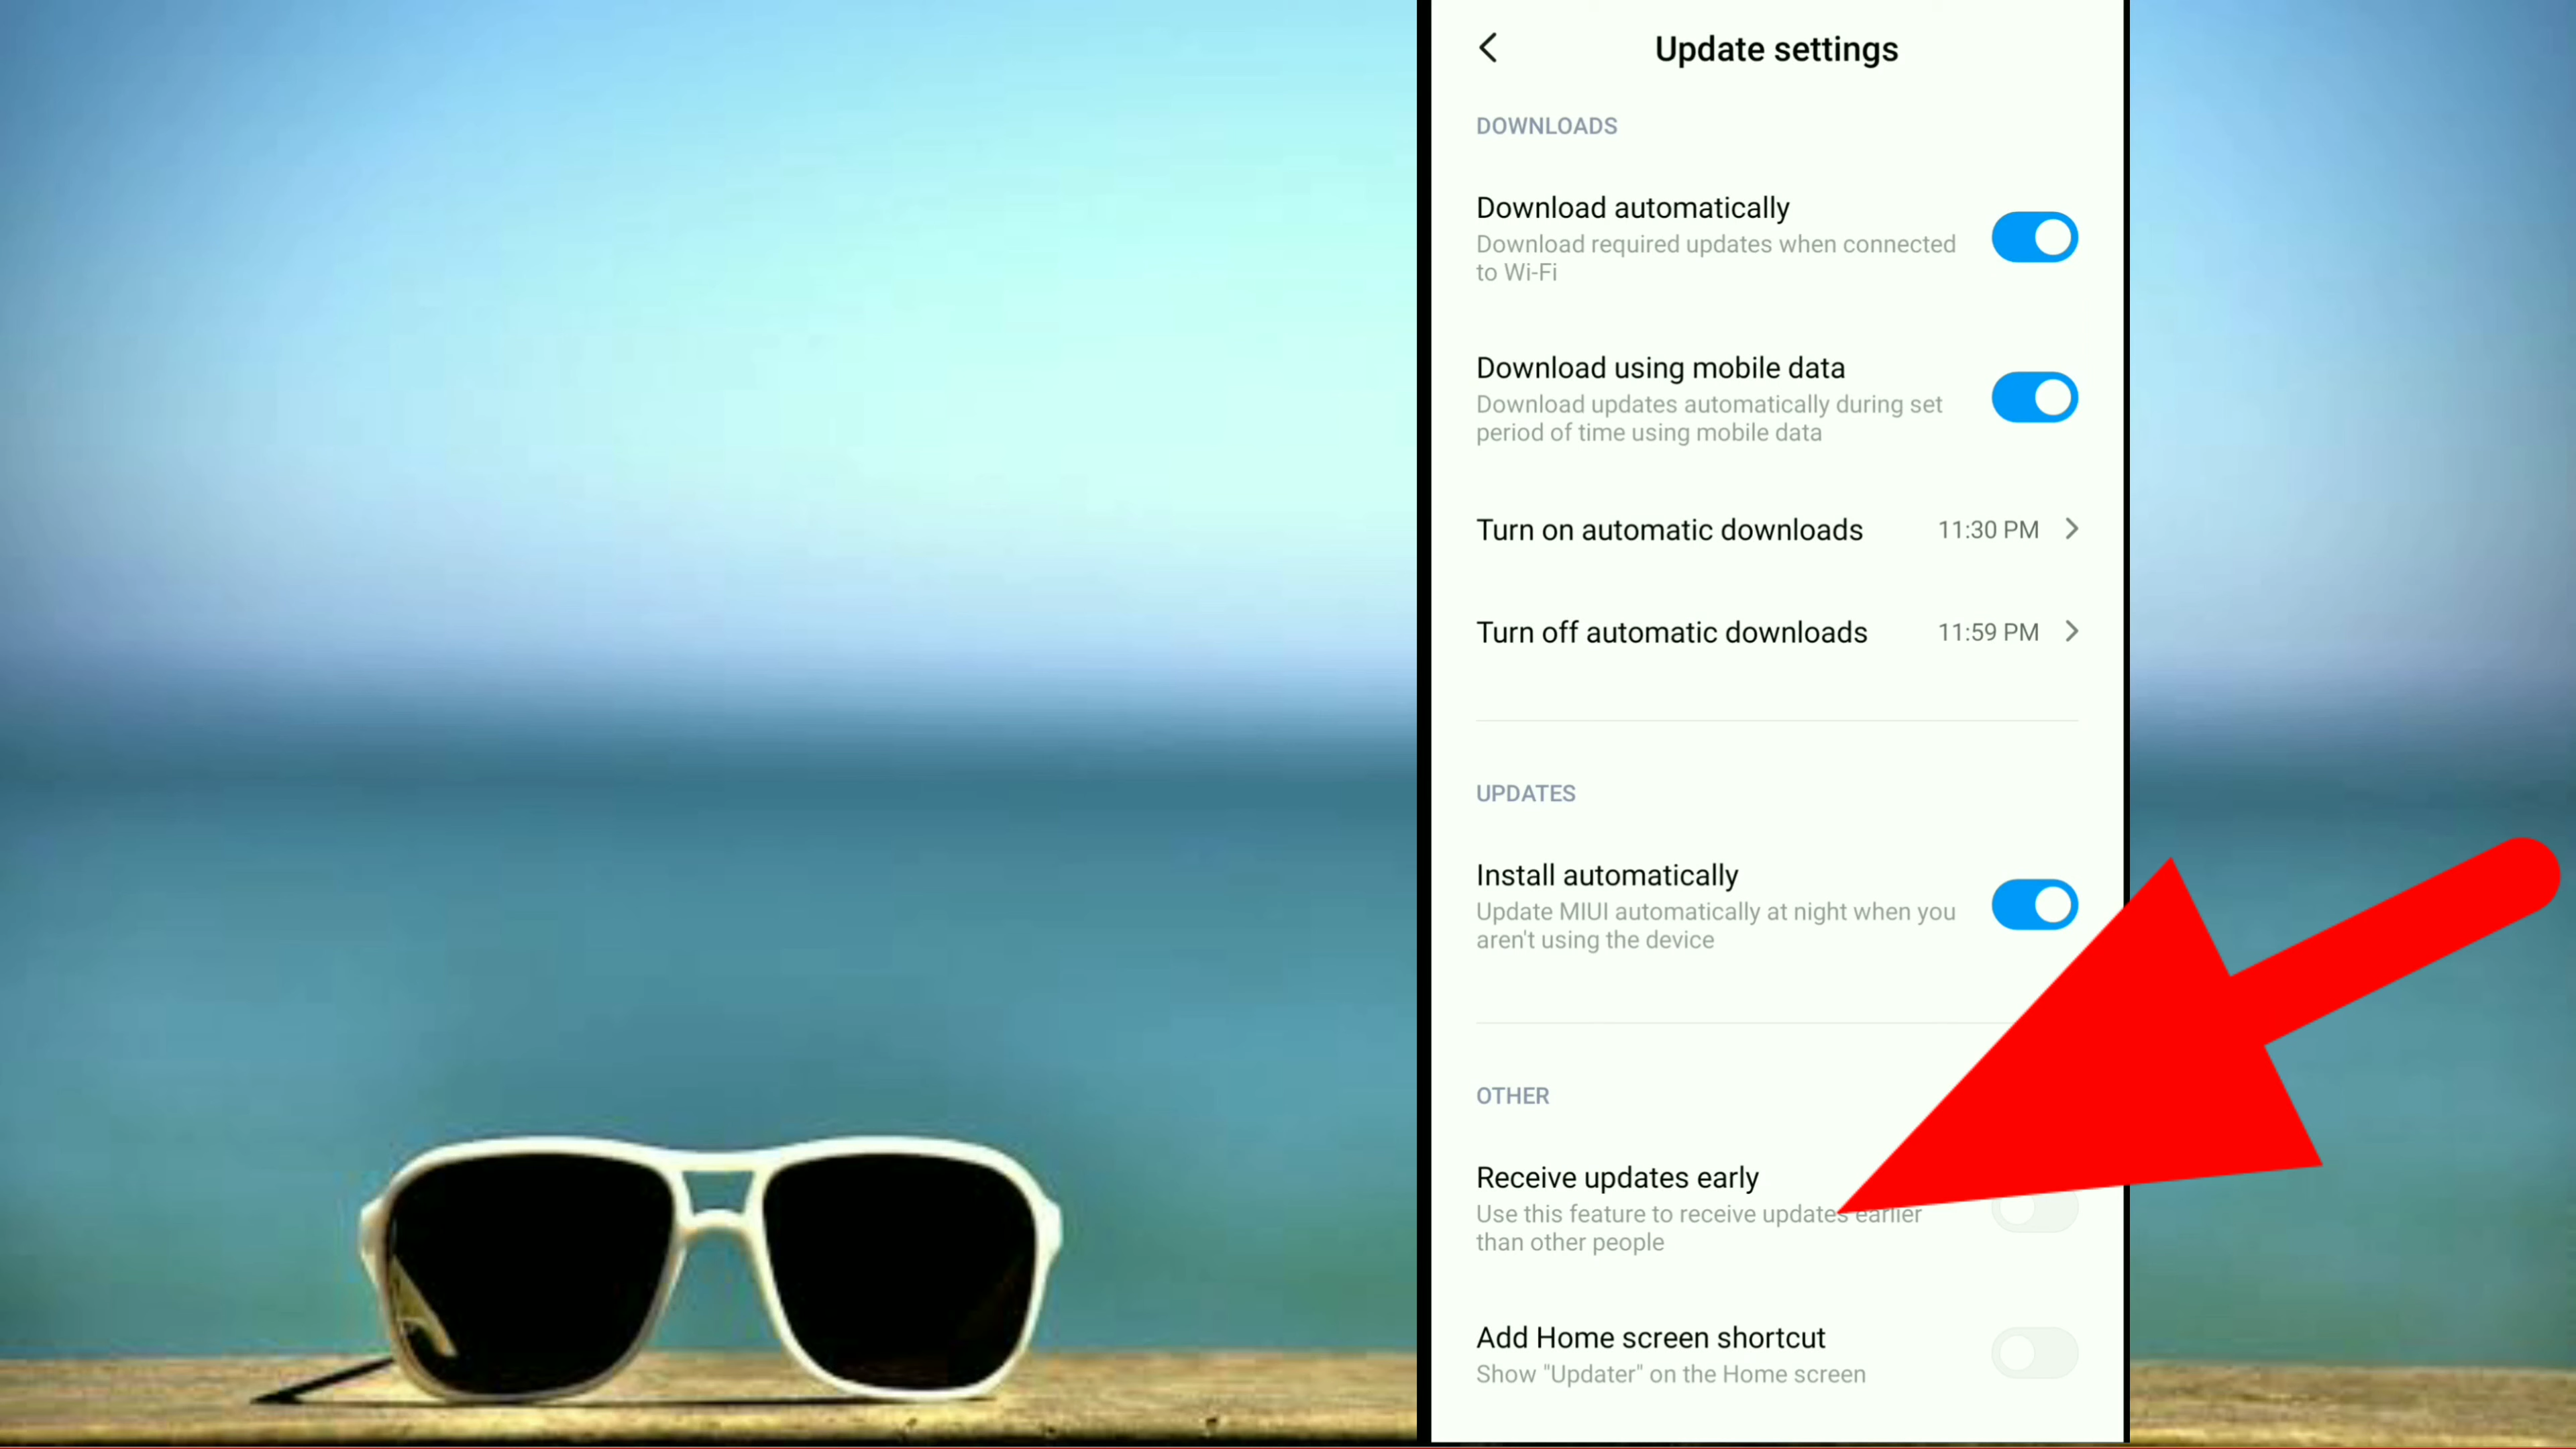 Update settings
DOWNLOADS
Download automatically
Download required updates when connected
to Wi-Fi
Download using mobile data
Download updates automatically during set
period of time using mobile data
Turn on automatic downloads 11:30 PM
Turn off automatic downloads 11:59 PM
UPDATES
Install automatically
Update MIUI automatically at night when you
aren't using the device
OTHER
Receive updates early
Use this feature to receive updates earlier
than other people
Add Home screen shortcut
Show "Updater" on the Home screen